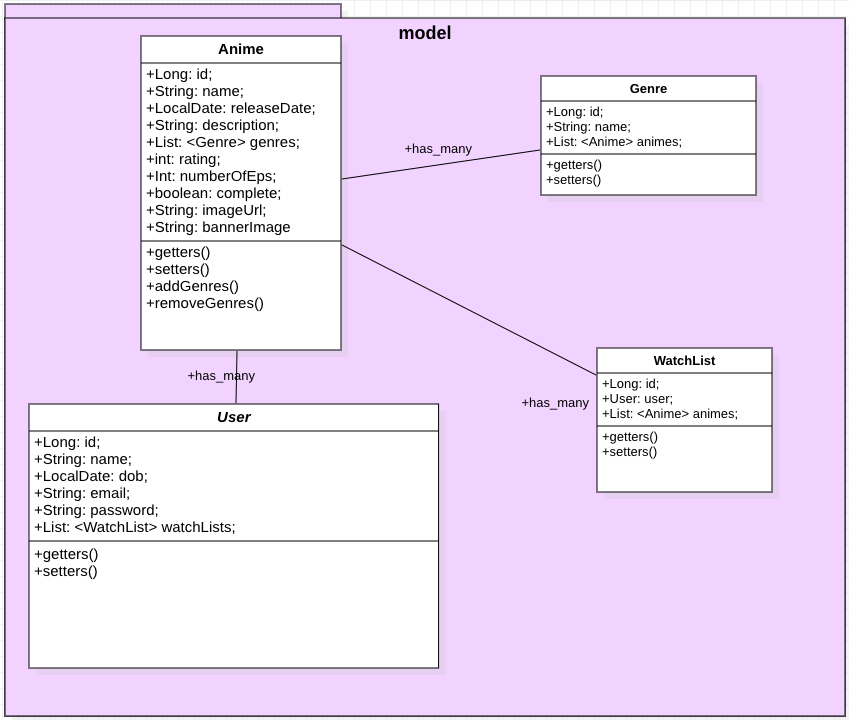 model
Anime
+Long: id;
+String: name;
+LocalDate: releaseDate;
+String: description;
+List: <Genre> genres;
+int: rating;
+Int: numberOfEps;
+boolean: complete;
+String: imageUrl;
+String: bannerImage
+getters()
+setters()
+addGenres()
+removeGenres()
+has_many
Genre
+Long: id;
+String: name;
+List: <Anime> animes;
+getters()
+setters()
+has_many
User
+Long: id;
+String: name;
+LocalDate: dob;
+String: email;
+String: password;
+List: <WatchList> watchLists;
+getters()
+setters()
+has_many
WatchList
+Long: id;
+User: user;
+List: <Anime> animes;
+getters()
+setters()